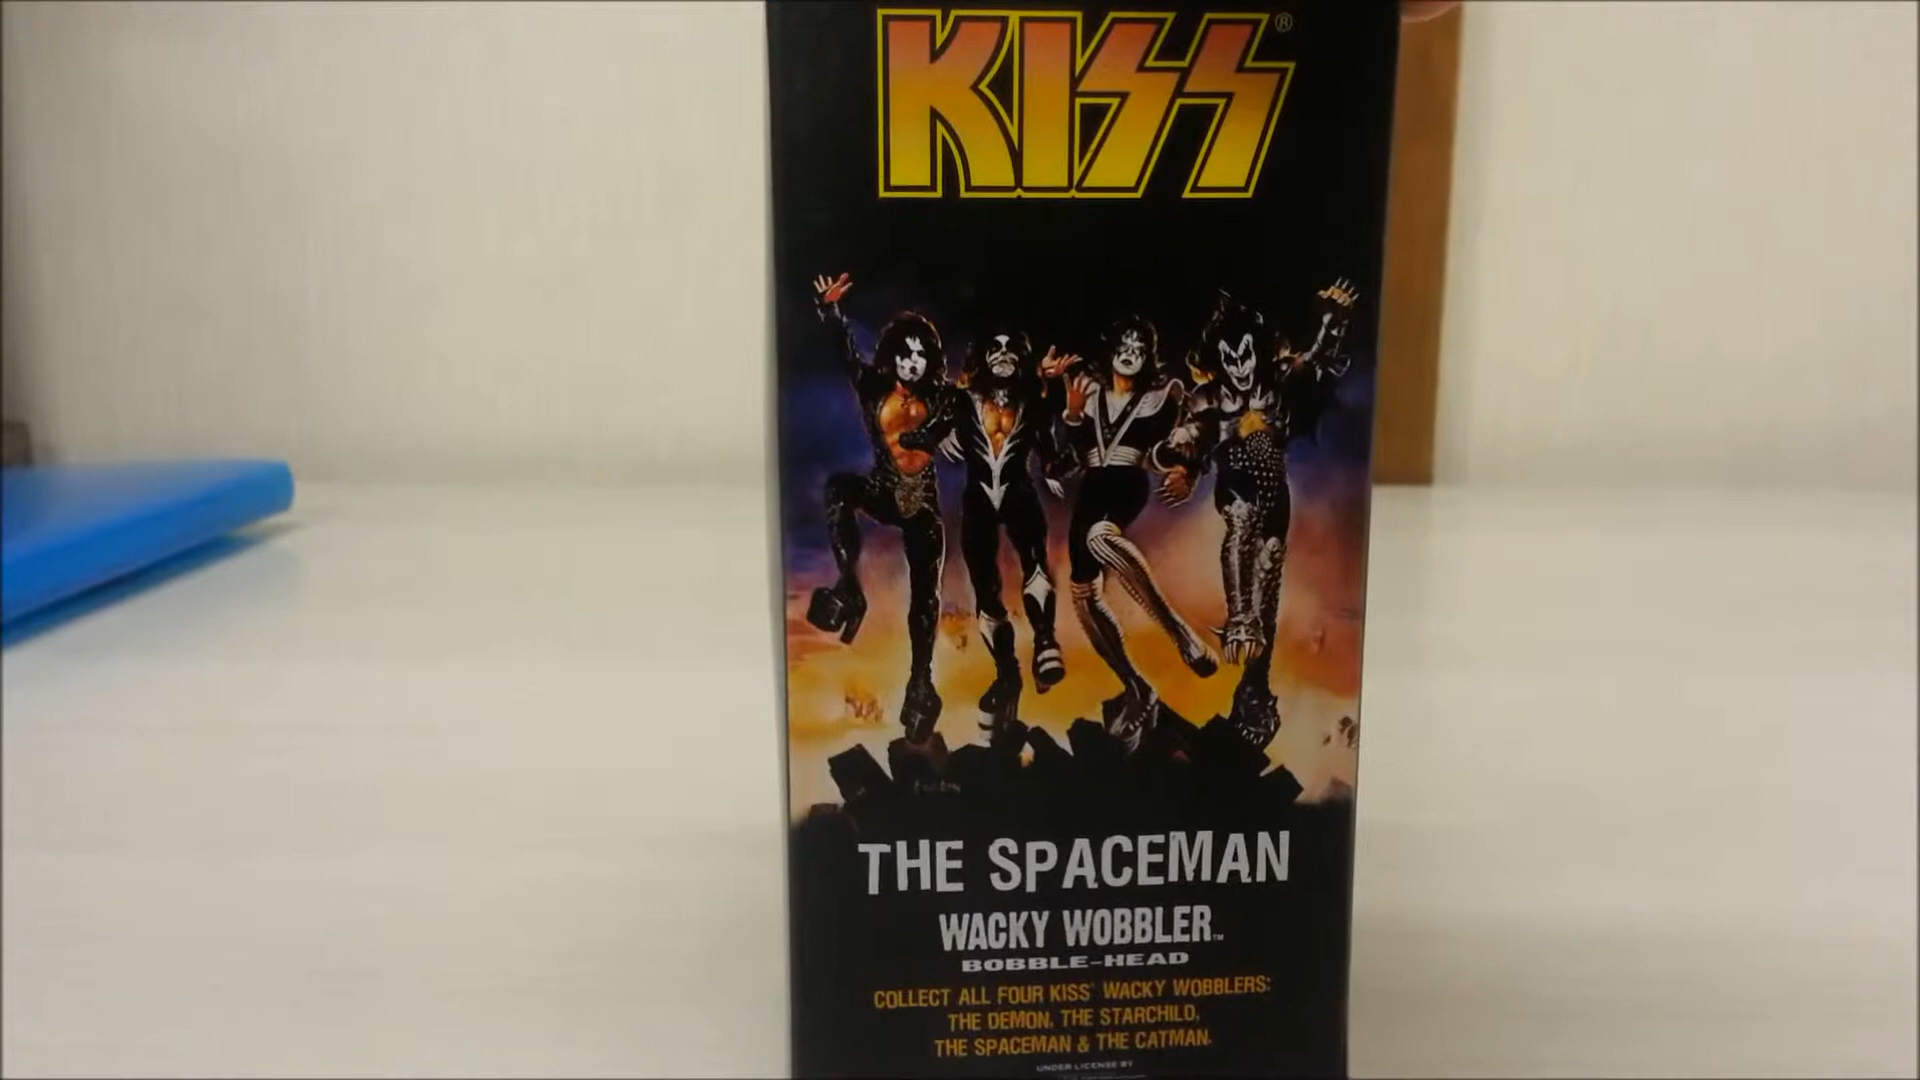 KISS®
THE SPACEMAN
WACKY WOBBLER™
BOBBLE-HEAD
COLLECT ALL FOUR KISS® WACKY WOBBLERS:
THE DEMON, THE STARCHILD,
THE SPACEMAN & THE CATMAN.
UNDER LICENSE BY